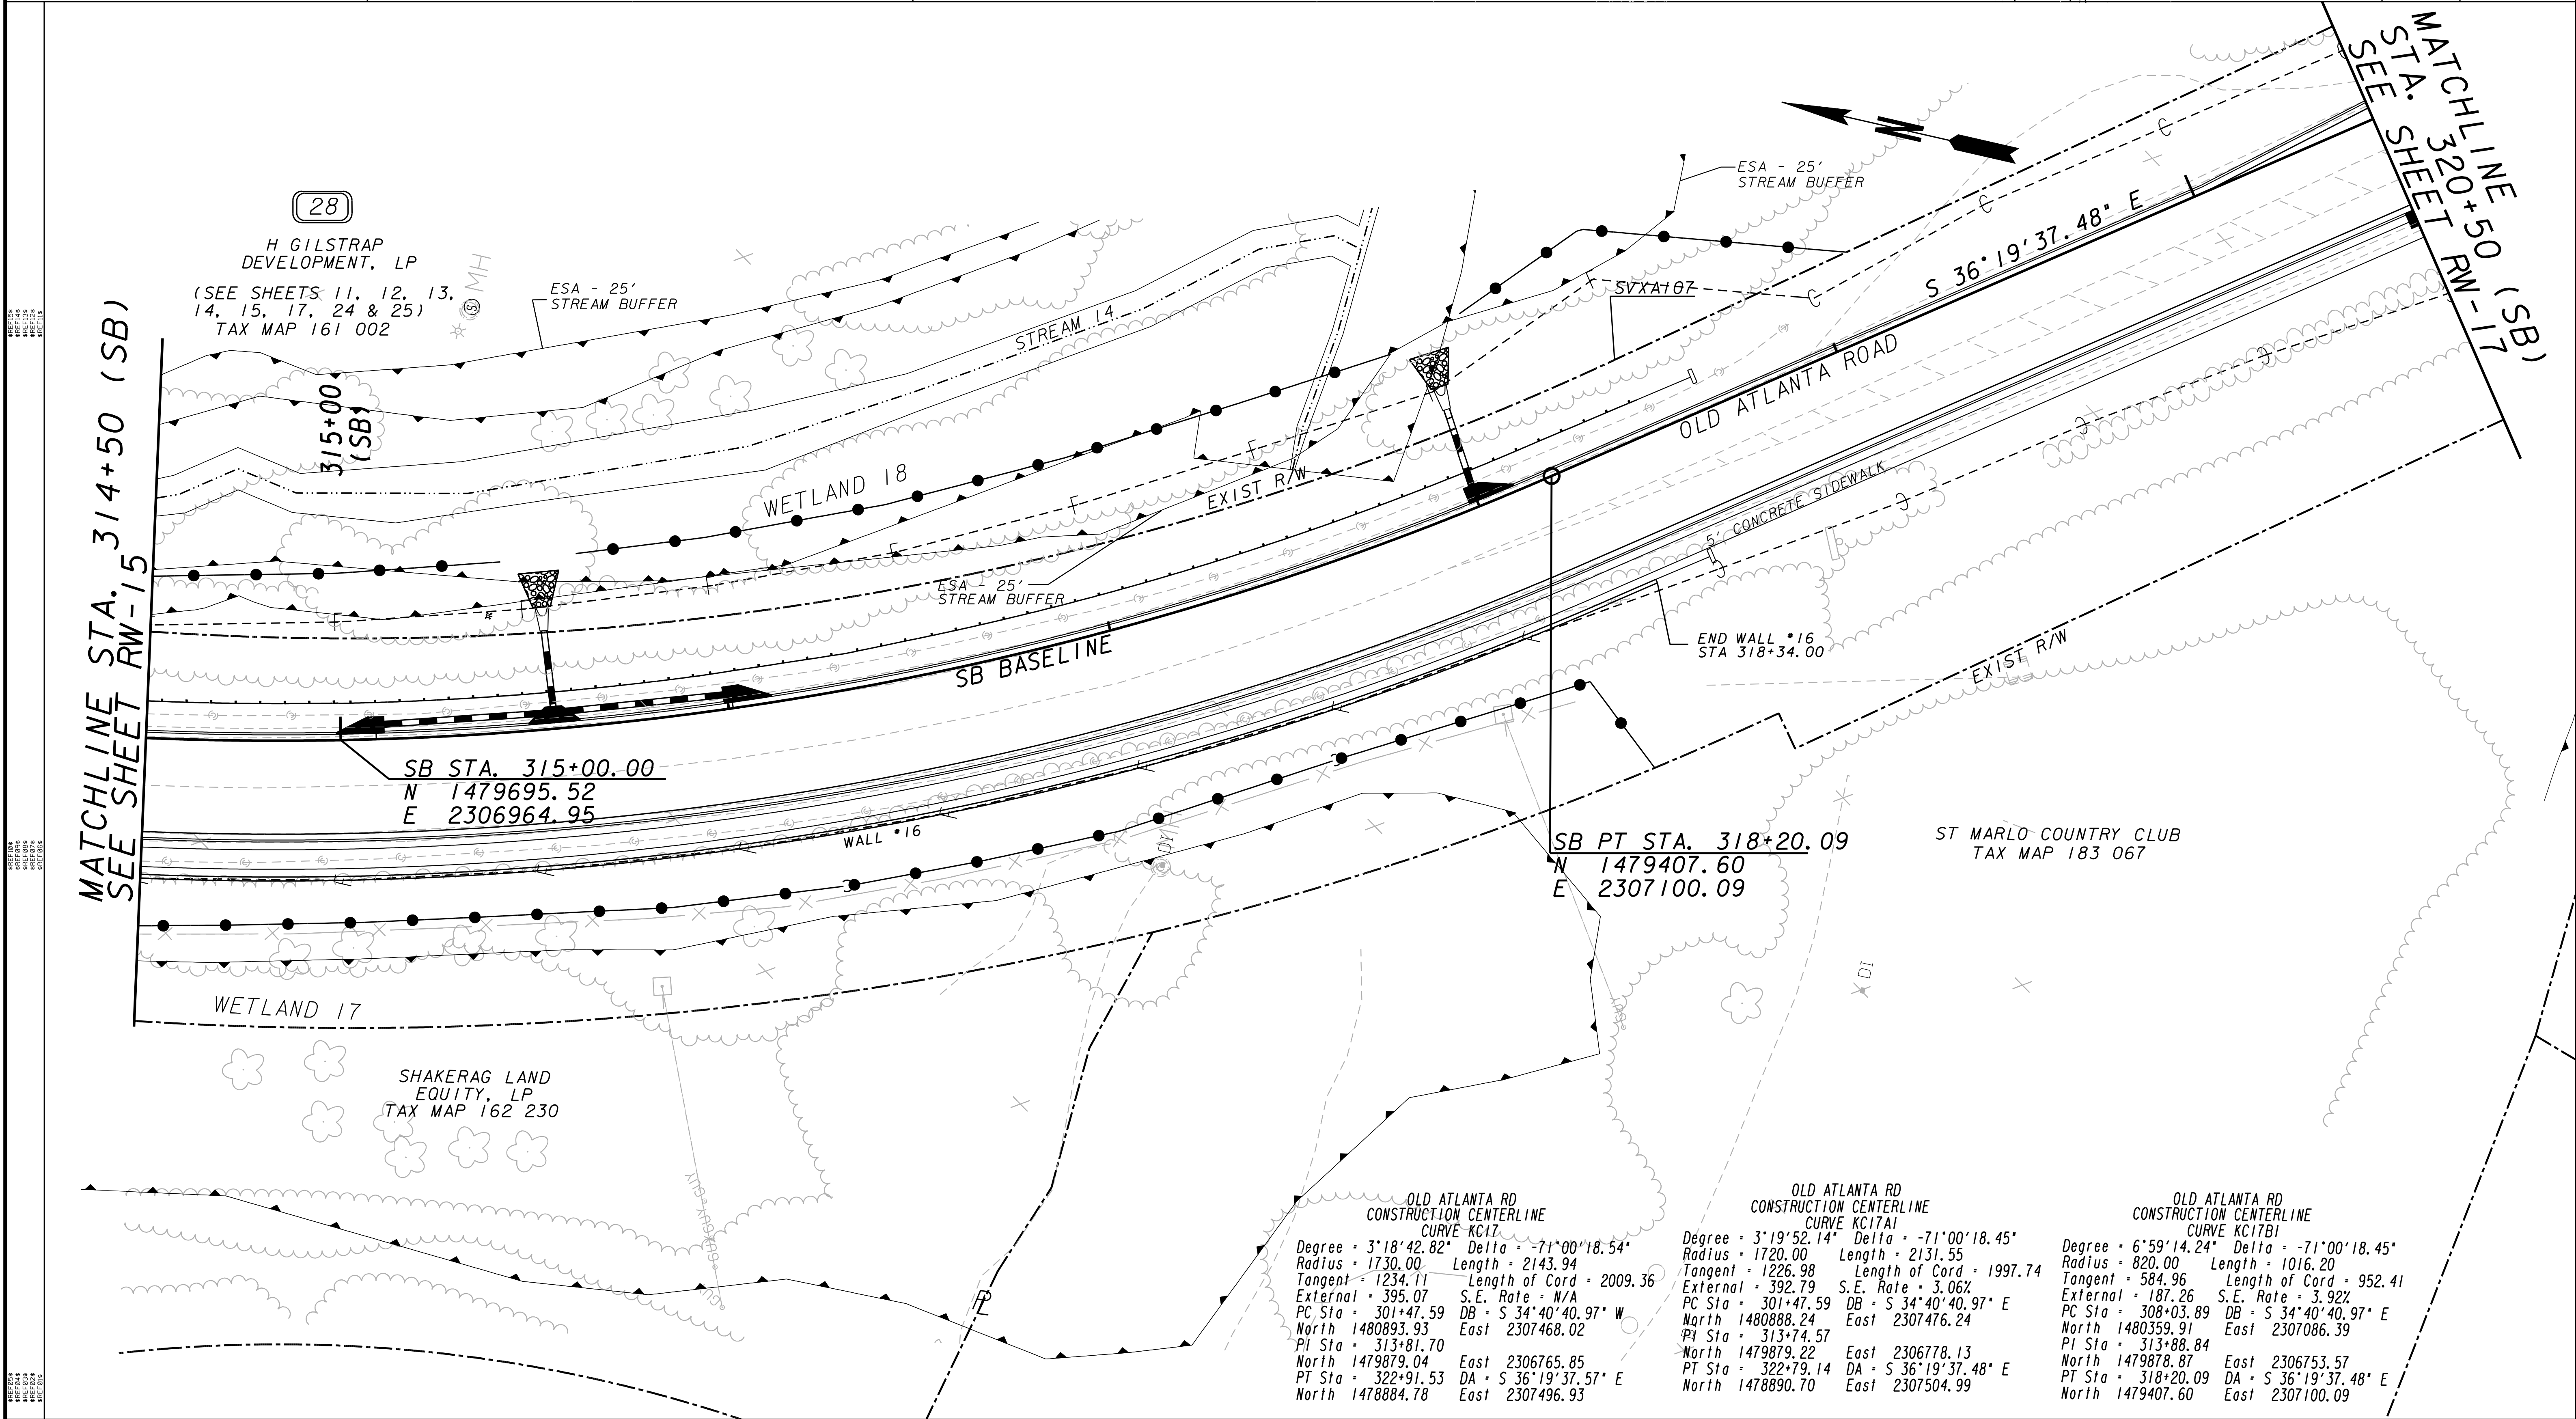 28
H GILSTRAP
DEVELOPMENT, LP
(SEE SHEETS 11, 12, 13,
14, 15, 17, 24 & 25)
TAX MAP 161 002
MH
S
ESA - 25'
STREAM BUFFER
MATCHLINE STA. 314+50 (SB)
SEE SHEET RW-15
315+00
(SB)
STREAM 14
WETLAND 18
EXIST R/W
ESA - 25'
STREAM BUFFER
ESA - 25'
STREAM BUFFER
N
5VXA107
S 36°19'37.48" E
OLD ATLANTA ROAD
MATCHLINE
STA. 320+50 (SB)
SEE SHEET RW-17
SB BASELINE
5' CONCRETE SIDEWALK
END WALL #16
STA 318+34.00
EXIST R/W
SB STA. 315+00.00
N 1479695.52
E 2306964.95
WALL #16
SB PT STA. 318+20.09
N 1479407.60
E 2307100.09
ST MARLO COUNTRY CLUB
TAX MAP 183 067
DI
WETLAND 17
SHAKERAG LAND
EQUITY, LP
TAX MAP 162 230
GUY
GUY
OLD ATLANTA RD
CONSTRUCTION CENTERLINE
CURVE KC17
Degree = 3°18'42.82" Delta = -71°00'18.54"
Radius = 1730.00 Length = 2143.94
Tangent = 1234.11 Length of Cord = 2009.36
External = 395.07 S.E. Rate = N/A
PC Sta = 301+47.59 DB = S 34°40'40.97" W
North 1480893.93 East 2307468.02
PI Sta = 313+81.70
North 1479879.04 East 2306765.85
PT Sta = 322+91.53 DA = S 36°19'37.57" E
North 1478884.78 East 2307496.93
OLD ATLANTA RD
CONSTRUCTION CENTERLINE
CURVE KC17A1
Degree = 3°19'52.14" Delta = -71°00'18.45"
Radius = 1720.00 Length = 2131.55
Tangent = 1226.98 Length of Cord = 1997.74
External = 392.79 S.E. Rate = 3.06%
PC Sta = 301+47.59 DB = S 34°40'40.97" E
North 1480888.24 East 2307476.24
PI Sta = 313+74.57
North 1479879.22 East 2306778.13
PT Sta = 322+79.14 DA = S 36°19'37.48" E
North 1478890.70 East 2307504.99
OLD ATLANTA RD
CONSTRUCTION CENTERLINE
CURVE KC17B1
Degree = 6°59'14.24" Delta = -71°00'18.45"
Radius = 820.00 Length = 1016.20
Tangent = 584.96 Length of Cord = 952.41
External = 187.26 S.E. Rate = 3.92%
PC Sta = 308+03.89 DB = S 34°40'40.97" E
North 1480359.91 East 2307086.39
PI Sta = 313+88.84
North 1479878.87 East 2306753.57
PT Sta = 318+20.09 DA = S 36°19'37.48" E
North 1479407.60 East 2307100.09